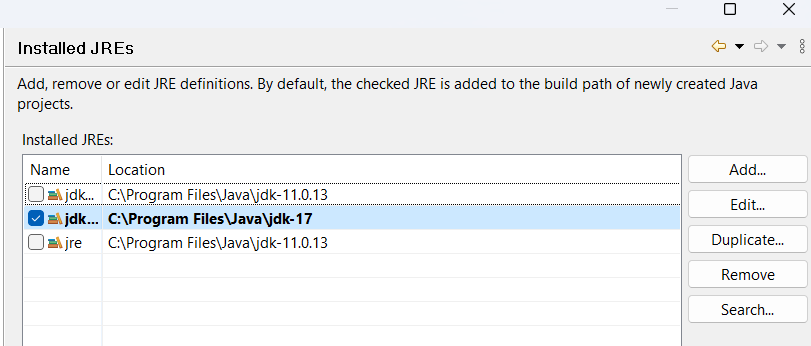 Installed JREs
Add, remove or edit JRE definitions. By default, the checked JRE is added to the build path of newly created Java
projects.
Installed JREs:
Name Location
jdk... C:\Program Files\Java\jdk-11.0.13
jdk... C:\Program Files\Java\jdk-17
jre C:\Program Files\Java\jdk-11.0.13
Add...
Edit...
Duplicate...
Remove
Search...